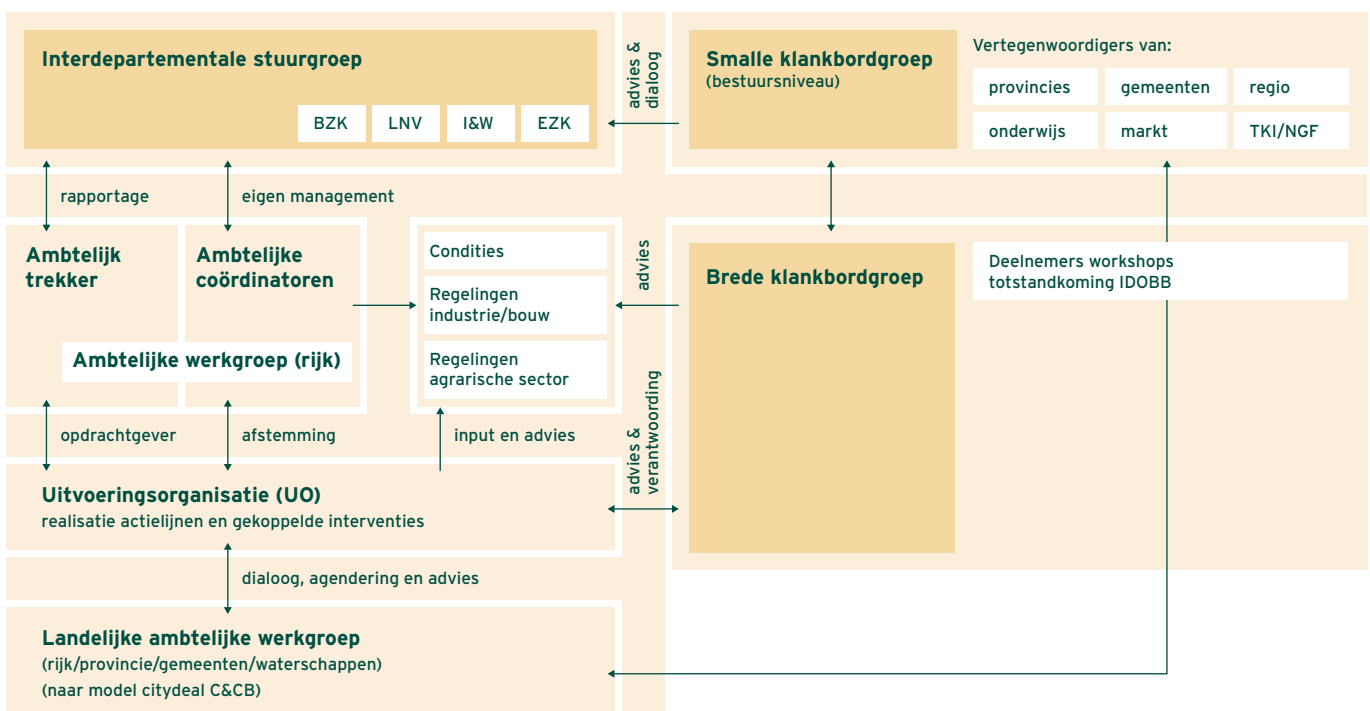 Interdepartementale stuurgroep
BZK
LNV
I&W
EZK
advies &
dialoog
Smalle klankbordgroep
(bestuursniveau)
Vertegenwoordigers van:
provincies
gemeenten
regio
onderwijs
markt
TKI/NGF
rapportage
eigen management
Ambtelijk
trekker
Ambtelijke
coördinatoren
Ambtelijke werkgroep (rijk)
Condities
Regelingen
industrie/bouw
Regelingen
agrarische sector
advies
Brede klankbordgroep
Deelnemers workshops
totstandkoming IDOBB
opdrachtgever
afstemming
input en advies
advies &
verantwoording
Uitvoeringsorganisatie (UO)
realisatie actielijnen en gekoppelde interventies
dialoog, agendering en advies
Landelijke ambtelijke werkgroep
(rijk/provincie/gemeenten/waterschappen)
(naar model citydeal C&CB)